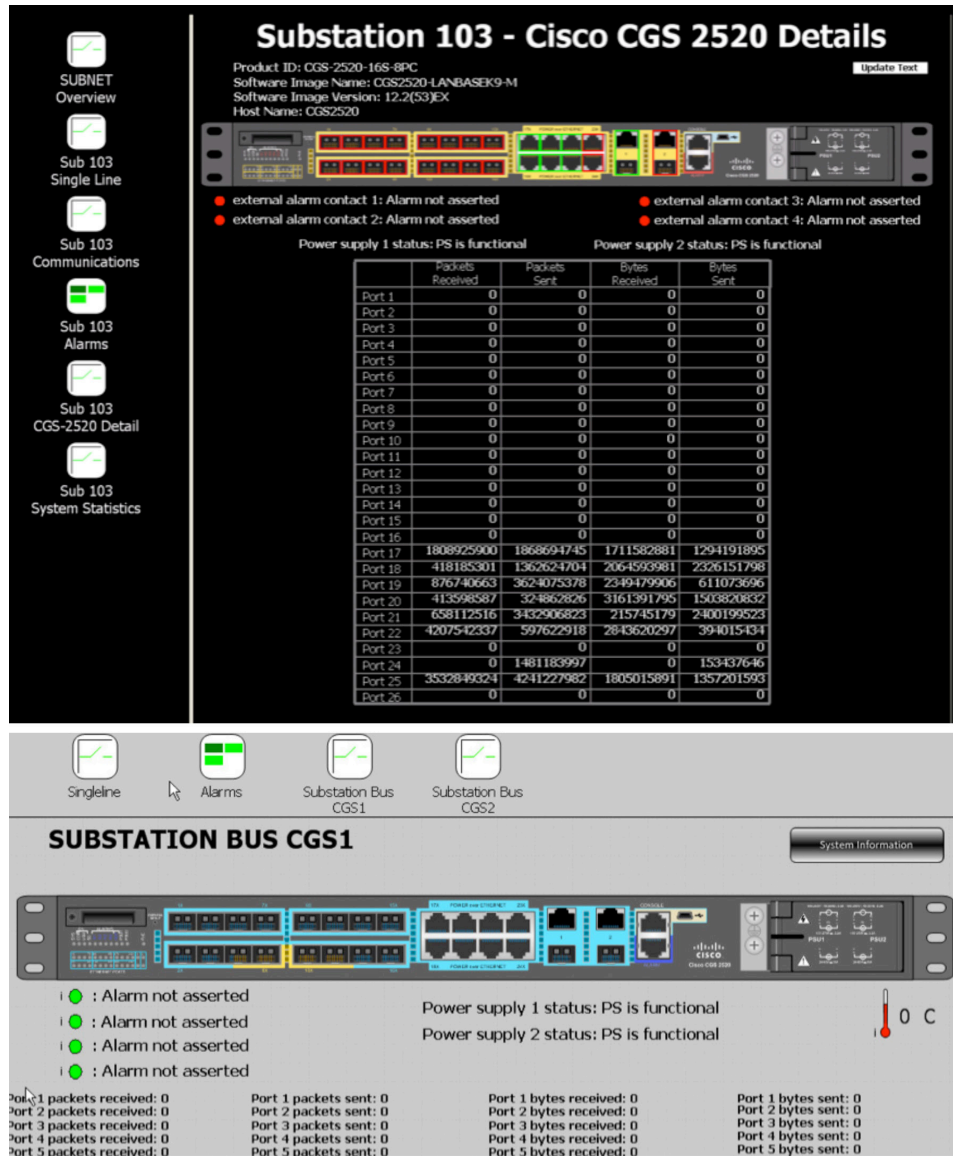 Substation 103 - Cisco CGS 2520 Details
Product ID: CGS-2520-16S-8PC
Update Text
Software Image Name: CGS2520-LANBASEK9-M
Software Image Version: 12.2(53)EX
Host Name: CGS2520
SUBNET
Overview
Sub 103
Single Line
Sub 103
Communications
Sub 103
Alarms
Sub 103
CGS-2520 Detail
Sub 103
System Statistics
CISCO
external alarm contact 1: Alarm not asserted
external alarm contact 3: Alarm not asserted
external alarm contact 2: Alarm not asserted
external alarm contact 4: Alarm not asserted
Power supply 1 status: PS is functional
Power supply 2 status: PS is functional
Packets Received Packets Sent Bytes Received Bytes Sent
Port 1 0 0 0 0
Port 2 0 0 0 0
Port 3 0 0 0 0
Port 4 0 0 0 0
Port 5 0 0 0 0
Port 6 0 0 0 0
Port 7 0 0 0 0
Port 8 0 0 0 0
Port 9 0 0 0 0
Port 10 0 0 0 0
Port 11 0 0 0 0
Port 12 0 0 0 0
Port 13 0 0 0 0
Port 14 0 0 0 0
Port 15 0 0 0 0
Port 16 0 0 0 0
Port 17 1808925900 1868694745 1711582881 1294191895
Port 18 418185301 1362624704 2064593981 2326151798
Port 19 876740663 3624075378 2349479906 611073696
Port 20 413598587 324862826 3161391795 1503820832
Port 21 658112516 3432906823 215745179 2400199523
Port 22 4207542337 597622918 2843620297 394015434
Port 23 0 0 0 0
Port 24 0 1481183997 0 153437646
Port 25 3532849324 4241227982 1805015891 1357201593
Port 26 0 0 0 0
Singleline
Alarms
Substation Bus
CGS1
Substation Bus
CGS2
SUBSTATION BUS CGS1
System Information
CONSOLE
PSU1
PSU2
CISCO
Cisco CGS 2520
: Alarm not asserted
: Alarm not asserted
: Alarm not asserted
: Alarm not asserted
Power supply 1 status: PS is functional
Power supply 2 status: PS is functional
0 C
Port 1 packets received: 0 Port 1 packets sent: 0 Port 1 bytes received: 0 Port 1 bytes sent: 0
Port 2 packets received: 0 Port 2 packets sent: 0 Port 2 bytes received: 0 Port 2 bytes sent: 0
Port 3 packets received: 0 Port 3 packets sent: 0 Port 3 bytes received: 0 Port 3 bytes sent: 0
Port 4 packets received: 0 Port 4 packets sent: 0 Port 4 bytes received: 0 Port 4 bytes sent: 0
Port 5 packets received: 0 Port 5 packets sent: 0 Port 5 bytes received: 0 Port 5 bytes sent: 0